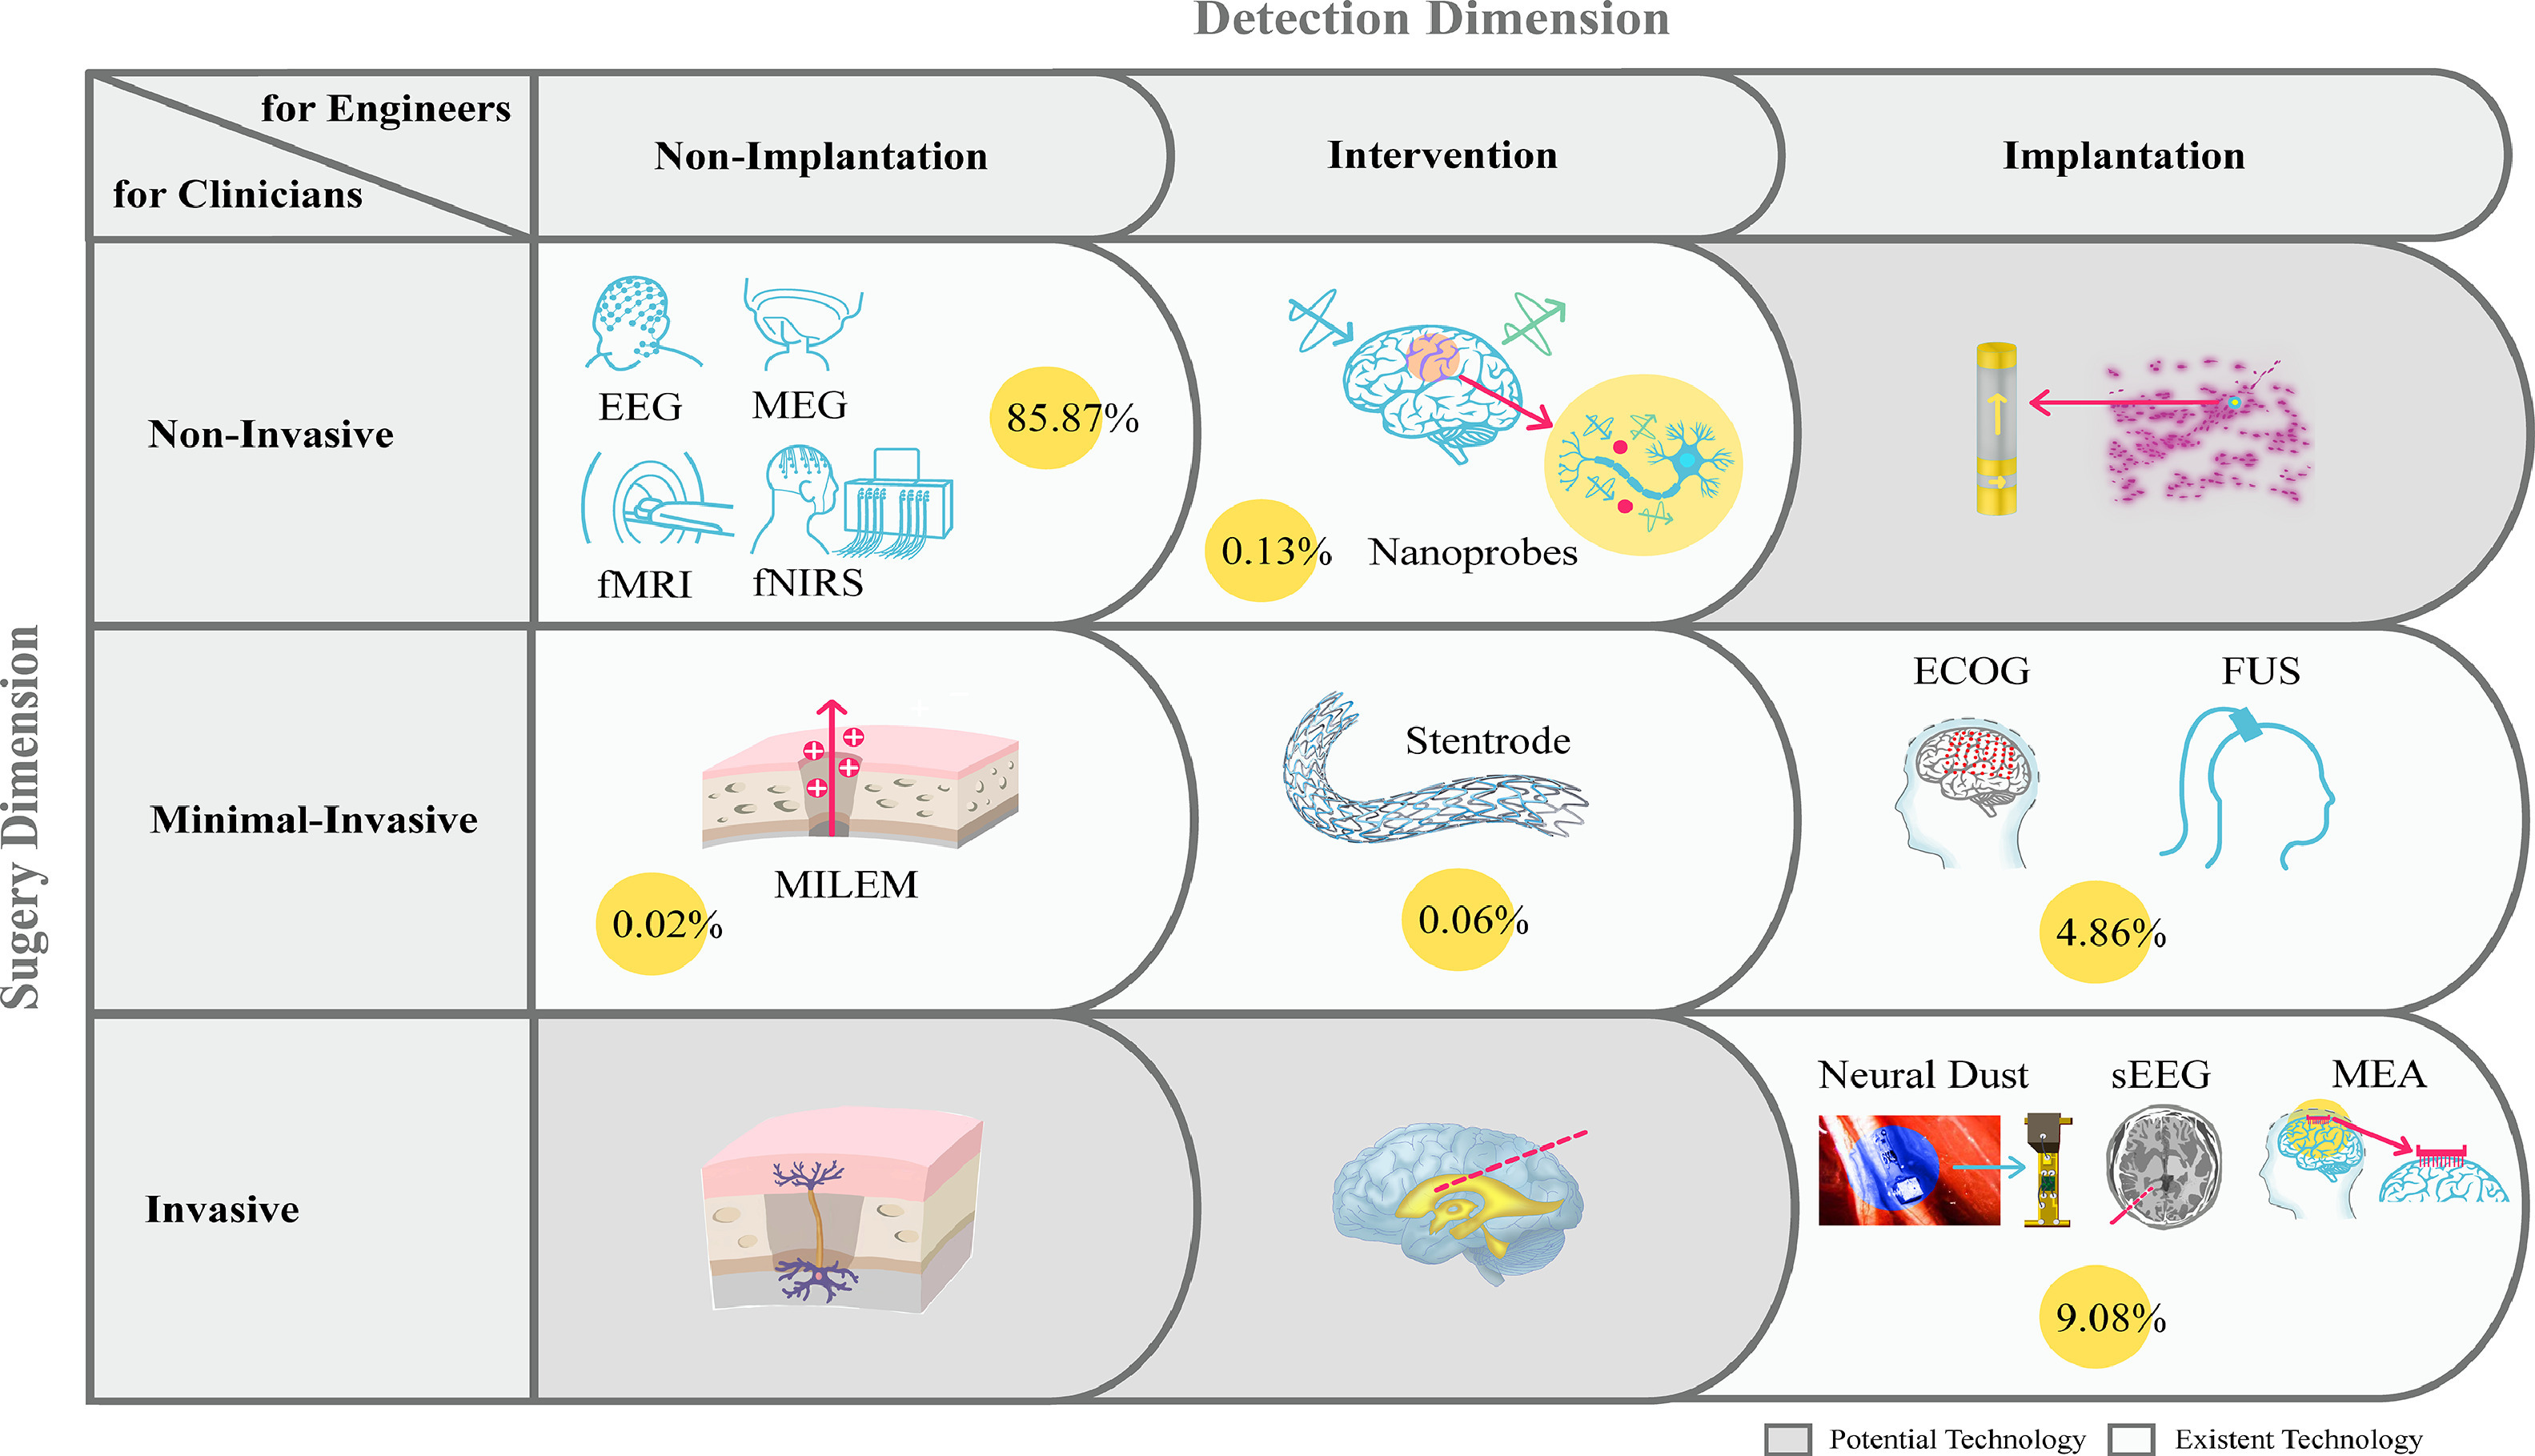 Detection Dimension
for Engineers
for Clinicians
Non-Implantation
Intervention
Implantation
Sugery Dimension
Non-Invasive
EEG
MEG
85.87%
fMRI
fNIRS
0.13%
Nanoprobes
Minimal-Invasive
MILEM
0.02%
Stentrode
0.06%
ECOG
FUS
4.86%
Invasive
Neural Dust
sEEG
MEA
9.08%
Potential Technology
Existent Technology